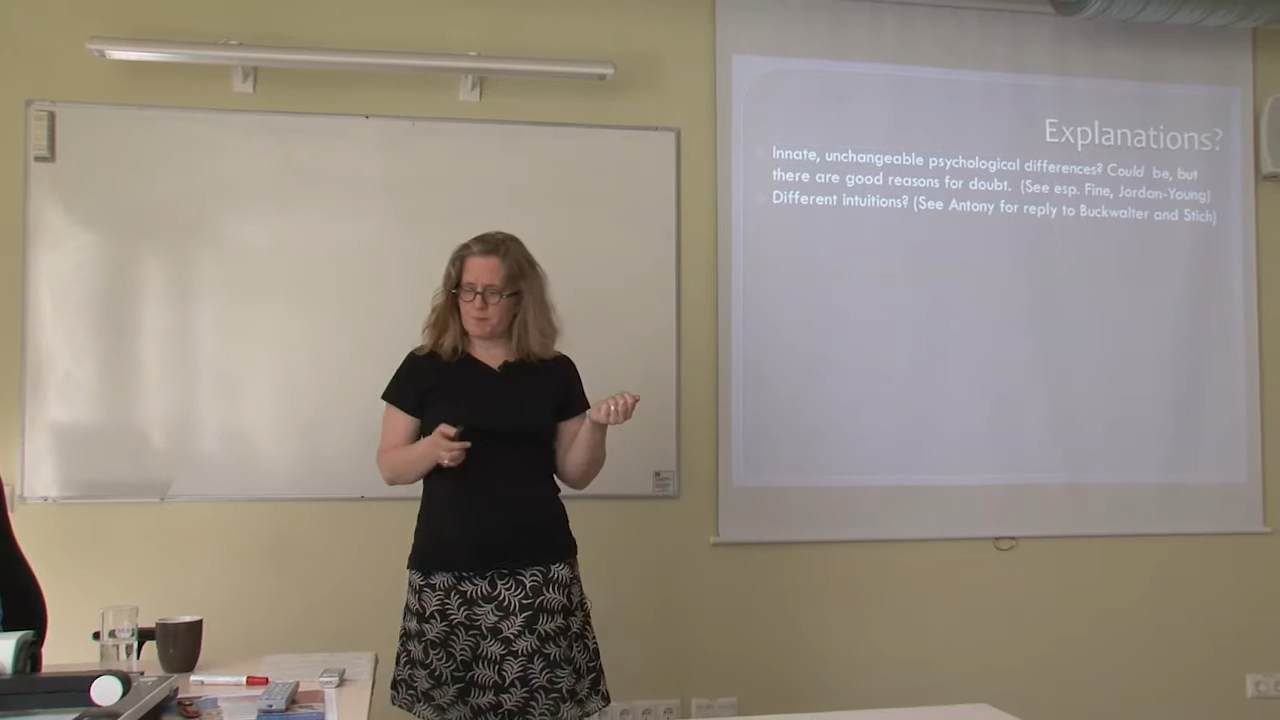 Explanations?
Innate, unchangeable psychological differences? Could be, but
there are good reasons for doubt. (See esp. Fine, Jordan-Young)
Different intuitions? (See Antony for reply to Buckwalter and Stich)